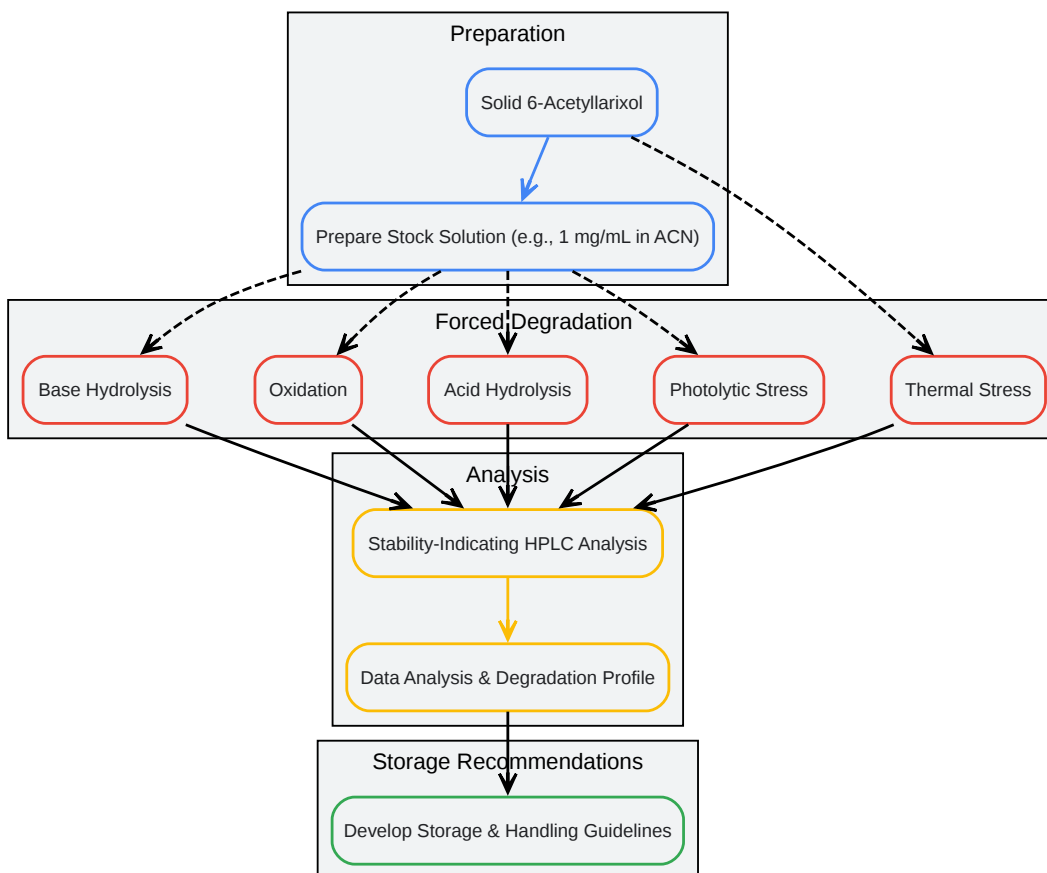 Preparation
Solid 6-Acetyllarixol
Prepare Stock Solution (e.g., 1 mg/mL in ACN)
Forced Degradation
Base Hydrolysis
Oxidation
Acid Hydrolysis
Photolytic Stress
Thermal Stress
Analysis
Stability-Indicating HPLC Analysis
Data Analysis & Degradation Profile
Storage Recommendations
Develop Storage & Handling Guidelines